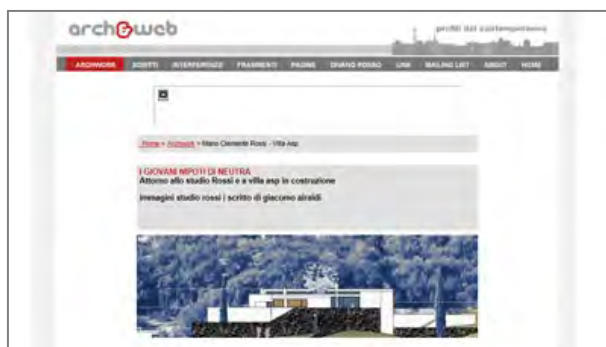 arch&web
profili del contemporaneo
ARCHIWORK SCRITTI INTERFERENZE FRAMMENTI PAGINE DIVANO ROSSO LINK MAILING LIST ABOUT HOME
Home > Archiwork > Mario Clemente Rossi - Villa Asp
I GIOVANI NIPOTI DI NEUTRA
Attorno allo studio Rossi e a villa asp in costruzione
immagini studio rossi | scritto di giacomo airaldi